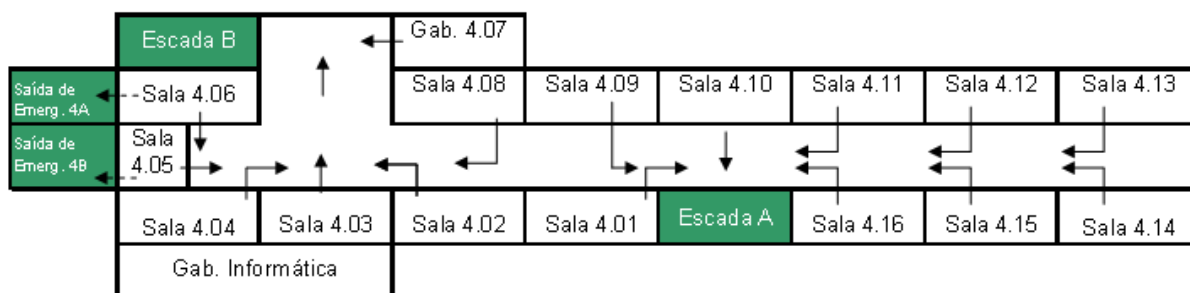 Escada B
Gab. 4.07
Saída de
Emerg. 4A
Sala 4.06
Sala 4.08
Sala 4.09
Sala 4.10
Sala 4.11
Sala 4.12
Sala 4.13
Saída de
Emerg. 4B
Sala
4.05
Sala 4.04
Sala 4.03
Sala 4.02
Sala 4.01
Escada A
Sala 4.16
Sala 4.15
Sala 4.14
Gab. Informática